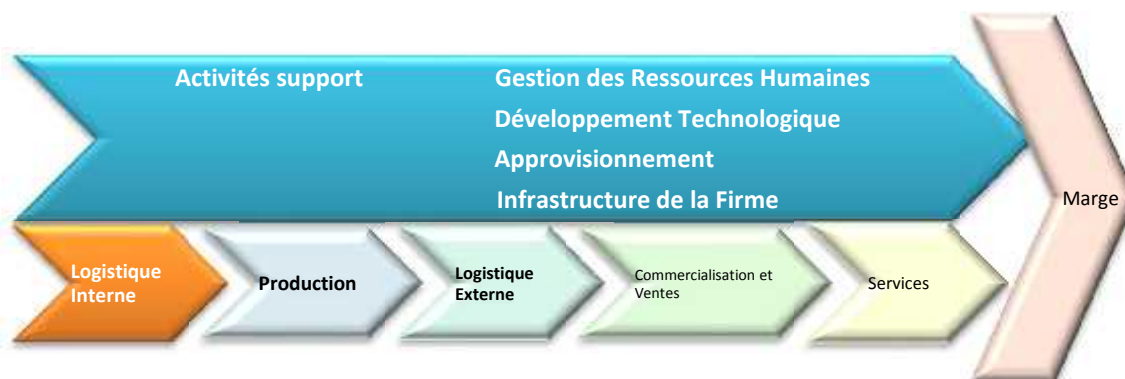 Activités support Gestion des Ressources Humaines
Développement Technologique
Approvisionnement
Infrastructure de la Firme
Marge
Logistique
Interne
Production
Logistique
Externe
Commercialisation et
Ventes
Services